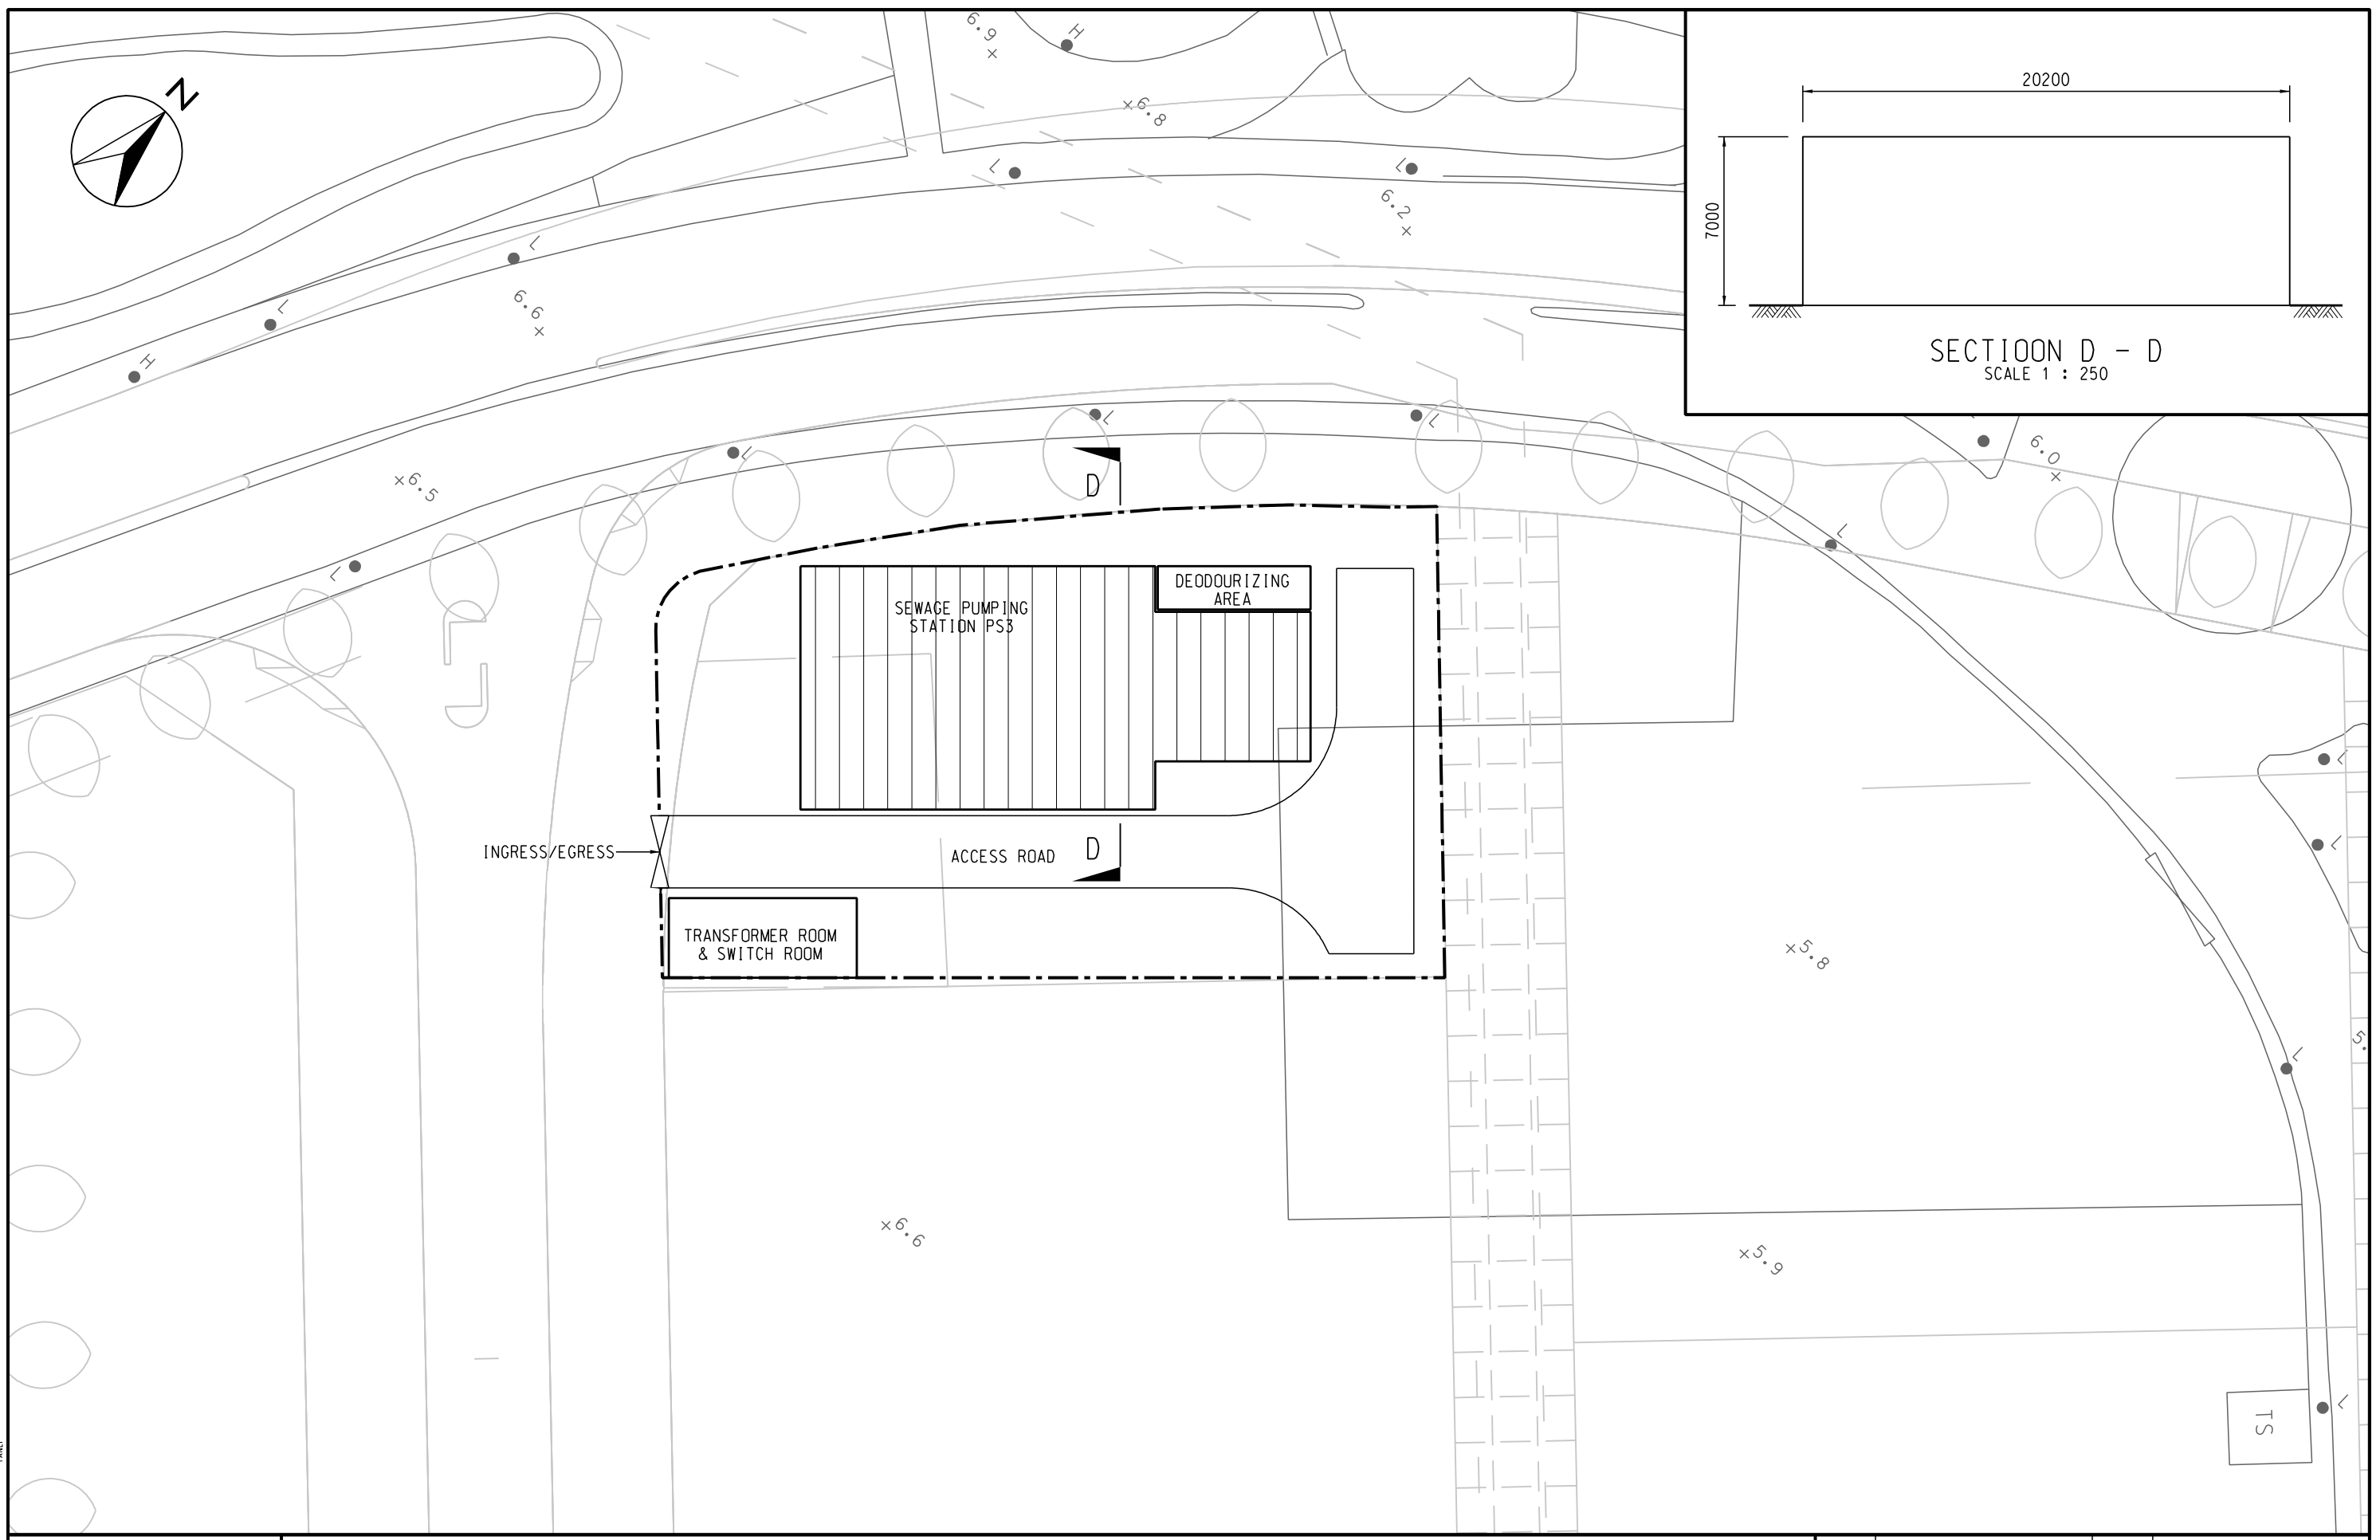 N
6.9
H
6.8
L
L
6.2
20200
7000
SECTIOON D - D
SCALE 1 : 250
L
L
6.6
H
L
L
L
6.0
6.5
D
L
L
L
DEODOURIZING
AREA
SEWAGE PUMPING
STATION PS3
L
L
INGRESS/EGRESS
ACCESS ROAD
D
TRANSFORMER ROOM
& SWITCH ROOM
5.8
L
6.6
5.9
L
TS